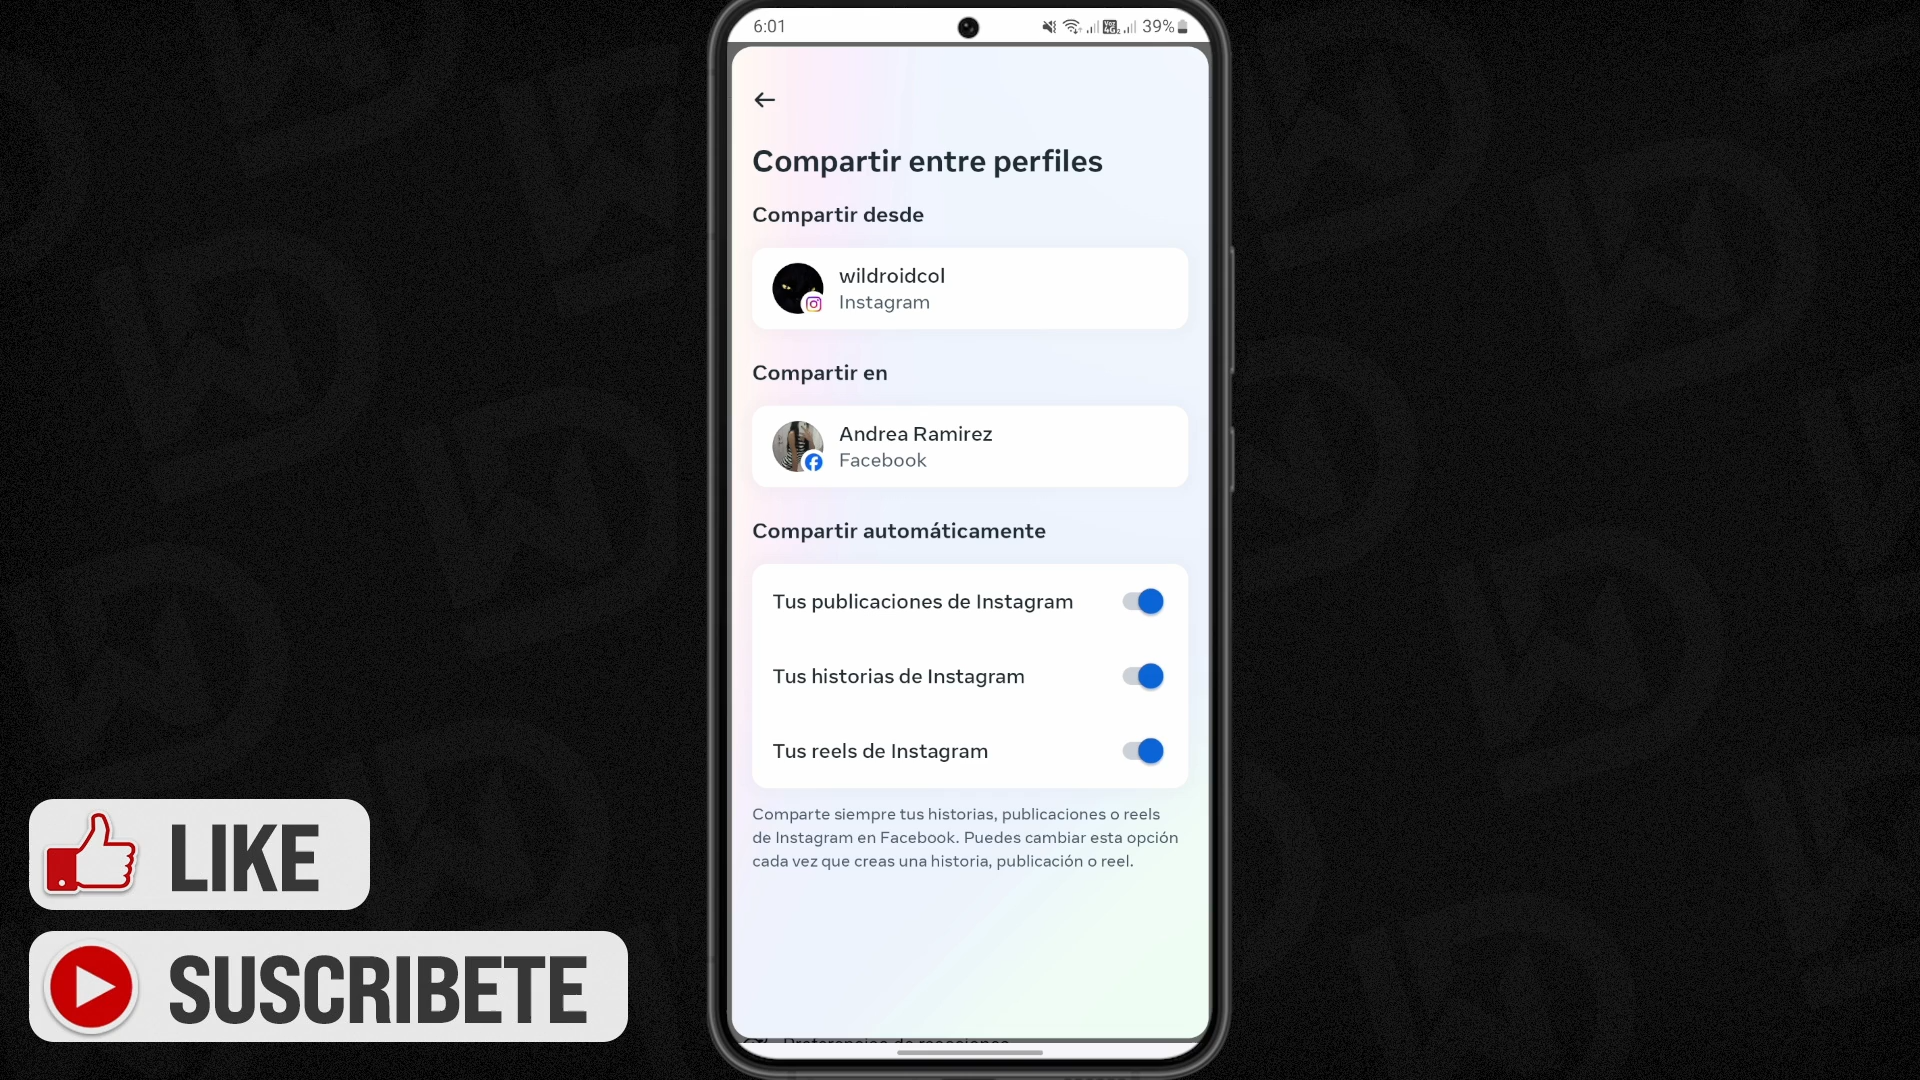 6:01
39%
Compartir entre perfiles
Compartir desde
wildroidcol
Instagram
Compartir en
Andrea Ramirez
Facebook
Compartir automáticamente
Tus publicaciones de Instagram
Tus historias de Instagram
Tus reels de Instagram
Comparte siempre tus historias, publicaciones o reels
de Instagram en Facebook. Puedes cambiar esta opción
cada vez que creas una historia, publicación o reel.
LIKE
SUSCRIBETE